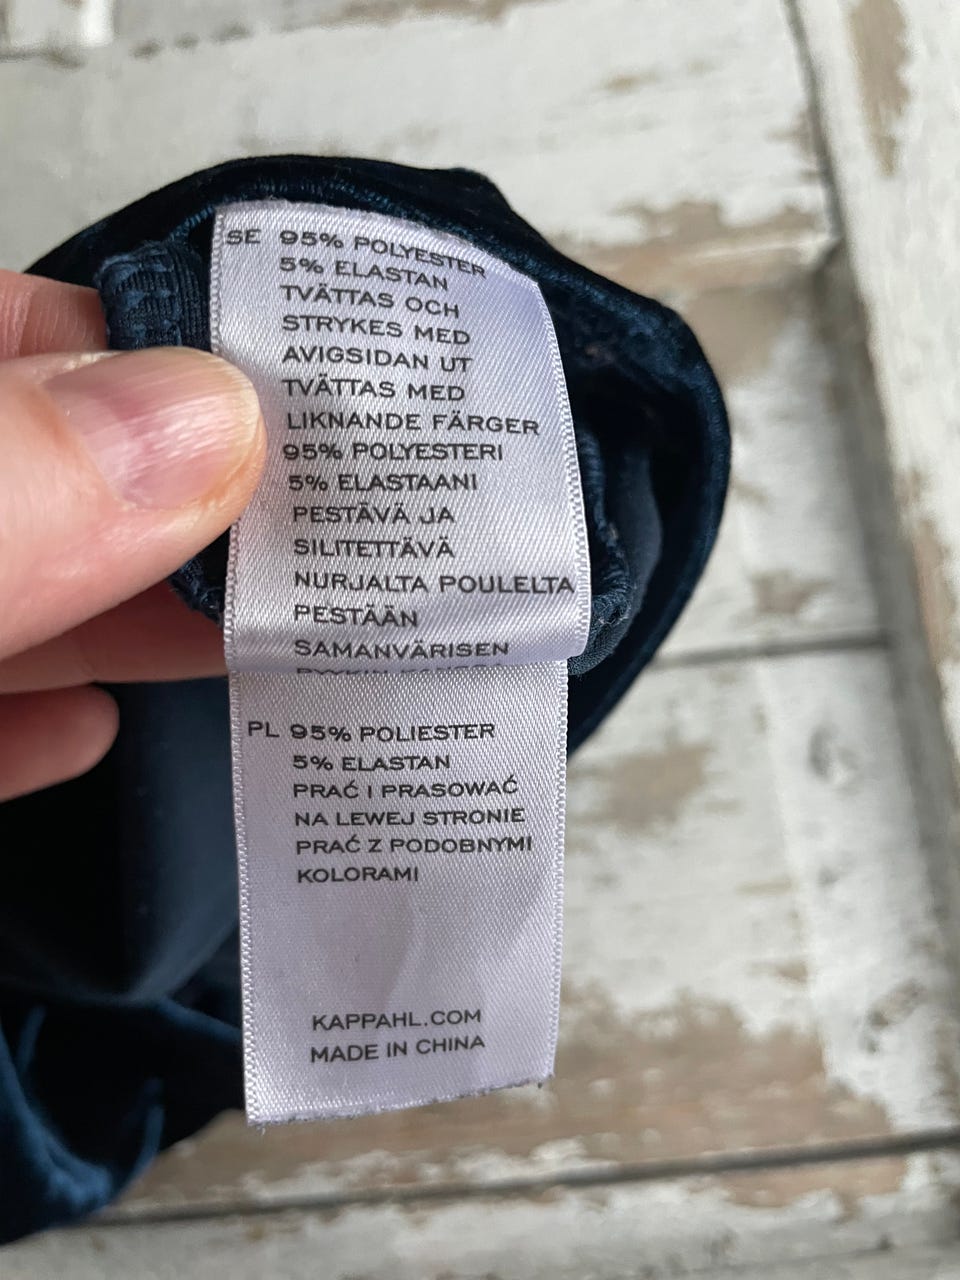 SE 95% POLYESTER
5% ELASTAN
TVÄTTAS OCH
STRYKES MED
AVIGSIDAN UT
TVÄTTAS MED
LIKNANDE FÄRGER
95% POLYESTERI
5% ELASTAANI
PESTÄVÄ JA
SILITETTÄVÄ
NURJALTA POULELTA
PESTÄÄN
SAMANVÄRISEN
PL 95% POLIESTER
5% ELASTAN
PRAĆ I PRASOWAĆ
NA LEWEJ STRONIE
PRAĆ Z PODOBNYMI
KOLORAMI
KAPPAHL.COM
MADE IN CHINA